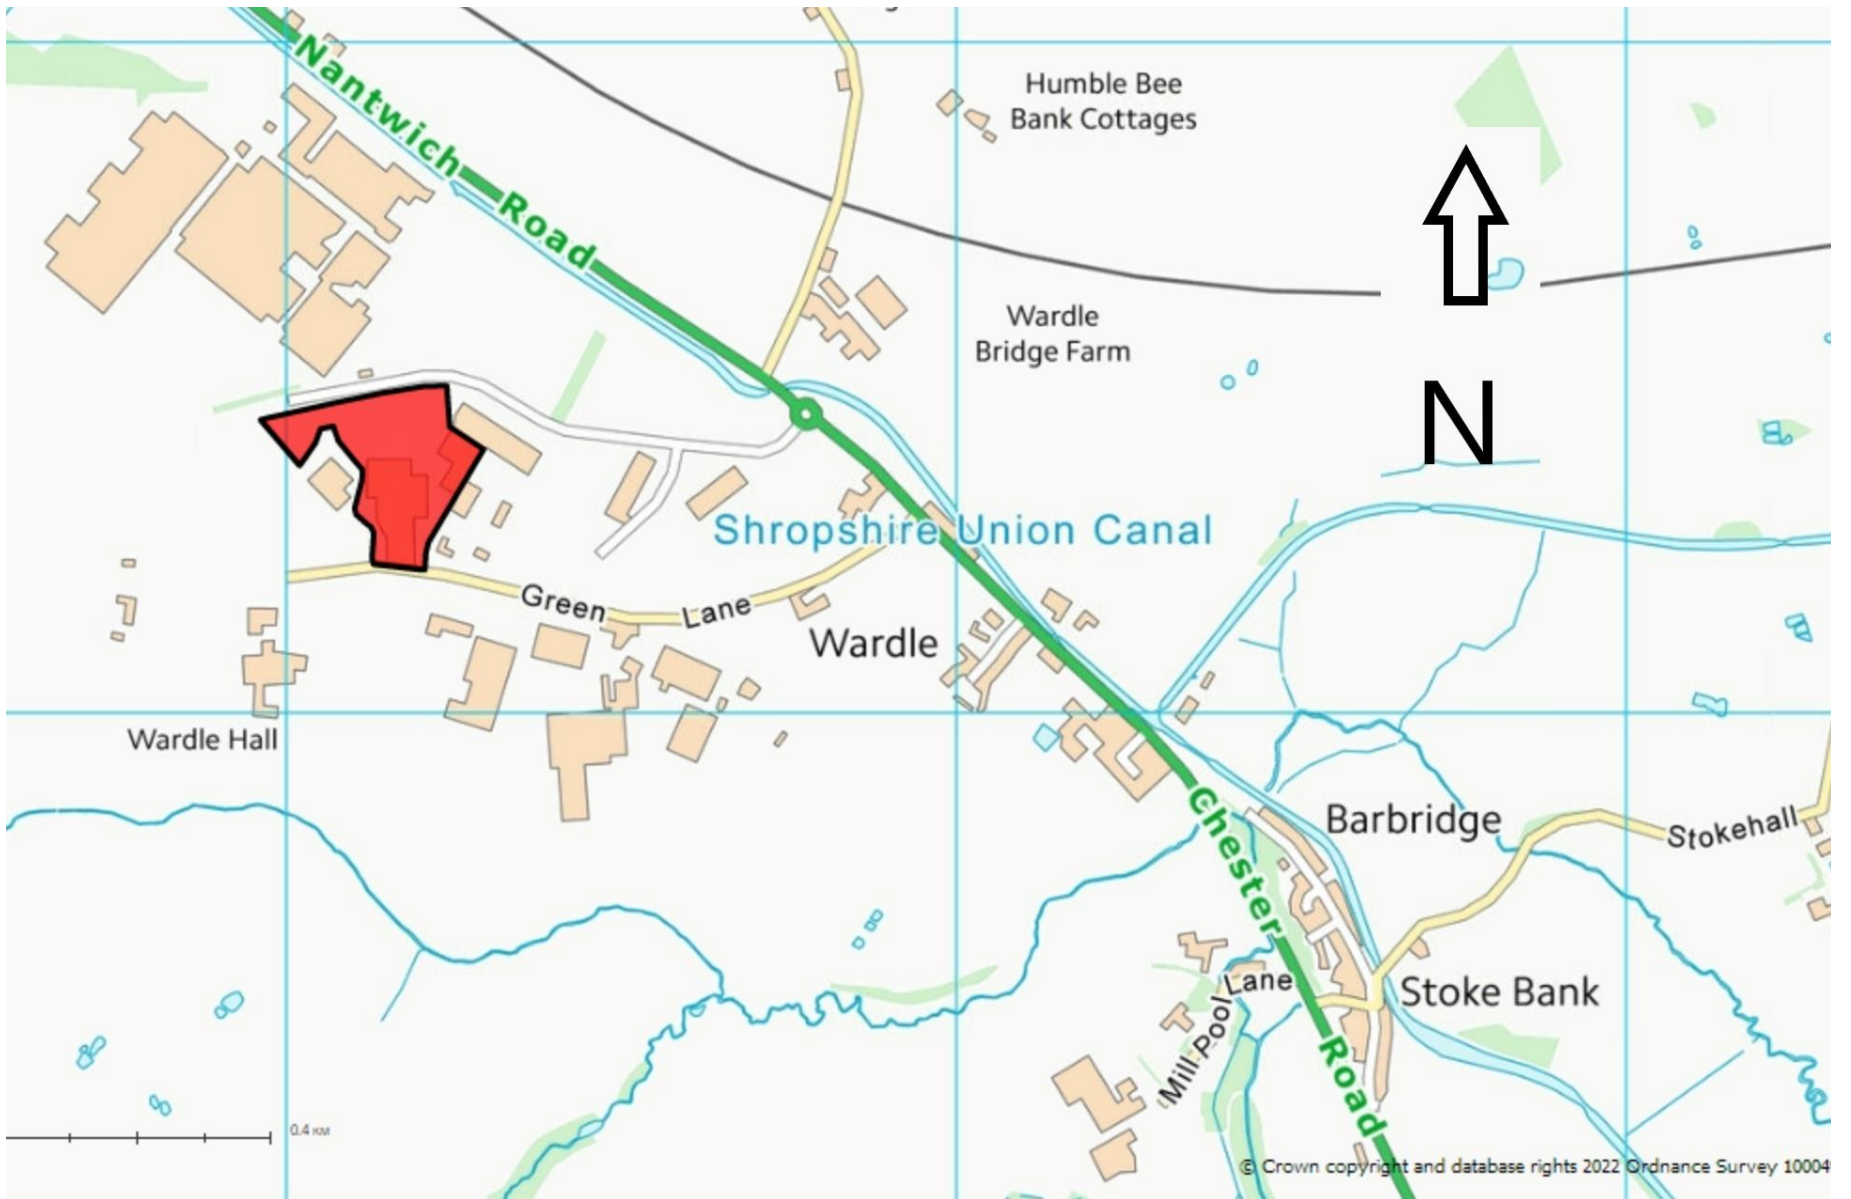 Nantwich Road
Humble Bee
Bank Cottages
Wardle
Bridge Farm
N
Shropshire Union Canal
Green Lane
Wardle
Wardle Hall
Chester Road
Barbridge
Stokehall
Stoke Bank
Mill Pool Lane
0.4 KM
© Crown copyright and database rights 2022 Ordnance Survey 10004